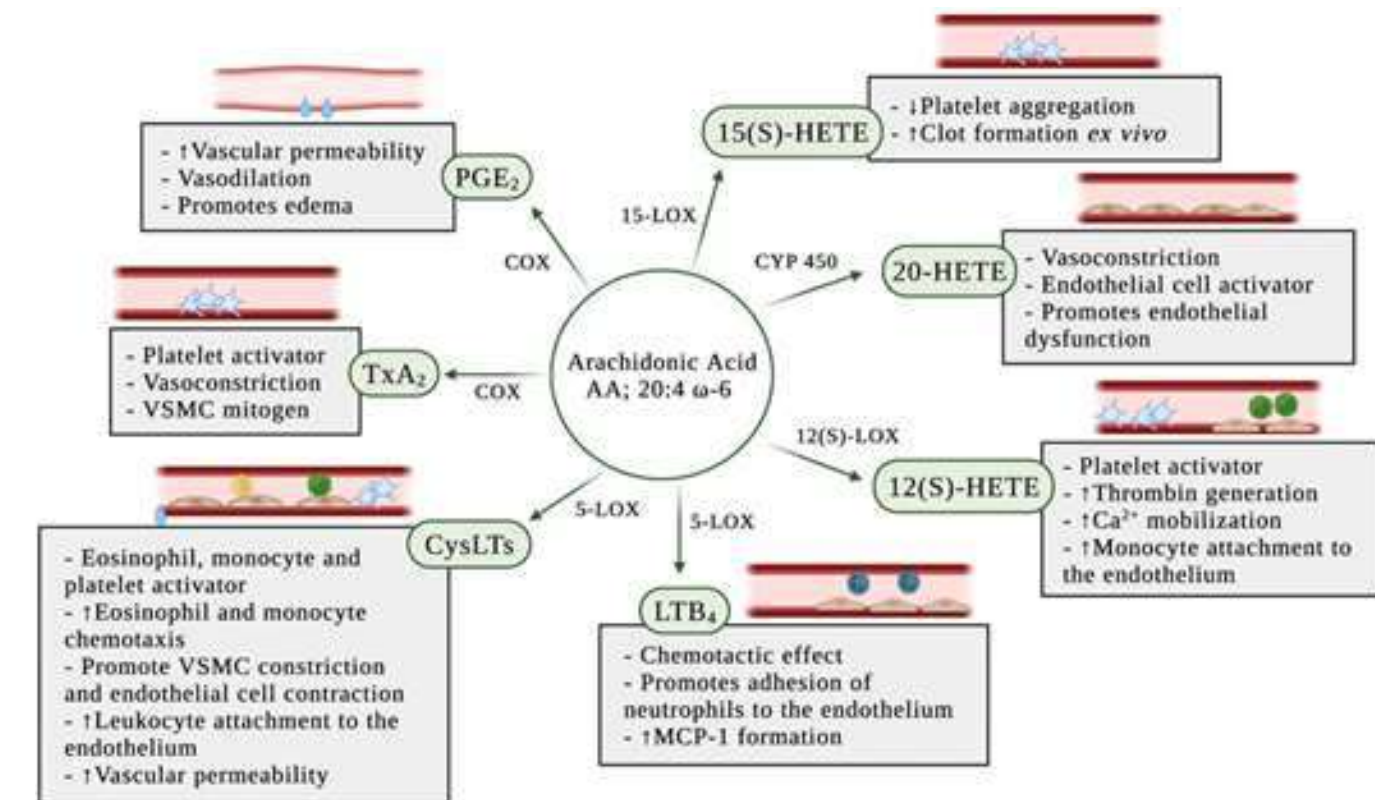 15(S)-HETE
- ↓Platelet aggregation
- ↑Clot formation ex vivo
15-LOX
- ↑Vascular permeability
- Vasodilation
- Promotes edema
PGE₂
COX
CYP 450
20-HETE
- Vasoconstriction
- Endothelial cell activator
- Promotes endothelial
dysfunction
- Platelet activator
- Vasoconstriction
- VSMC mitogen
TxA₂
COX
Arachidonic Acid
AA; 20:4 ω-6
12(S)-LOX
12(S)-HETE
- Platelet activator
- ↑Thrombin generation
- ↑Ca²⁺ mobilization
- ↑Monocyte attachment to
the endothelium
5-LOX
CysLTs
- Eosinophil, monocyte and
platelet activator
- ↑Eosinophil and monocyte
chemotaxis
- Promote VSMC constriction
and endothelial cell contraction
- ↑Leukocyte attachment to the
endothelium
- ↑Vascular permeability
5-LOX
LTB₄
- Chemotactic effect
- Promotes adhesion of
neutrophils to the endothelium
- ↑MCP-1 formation